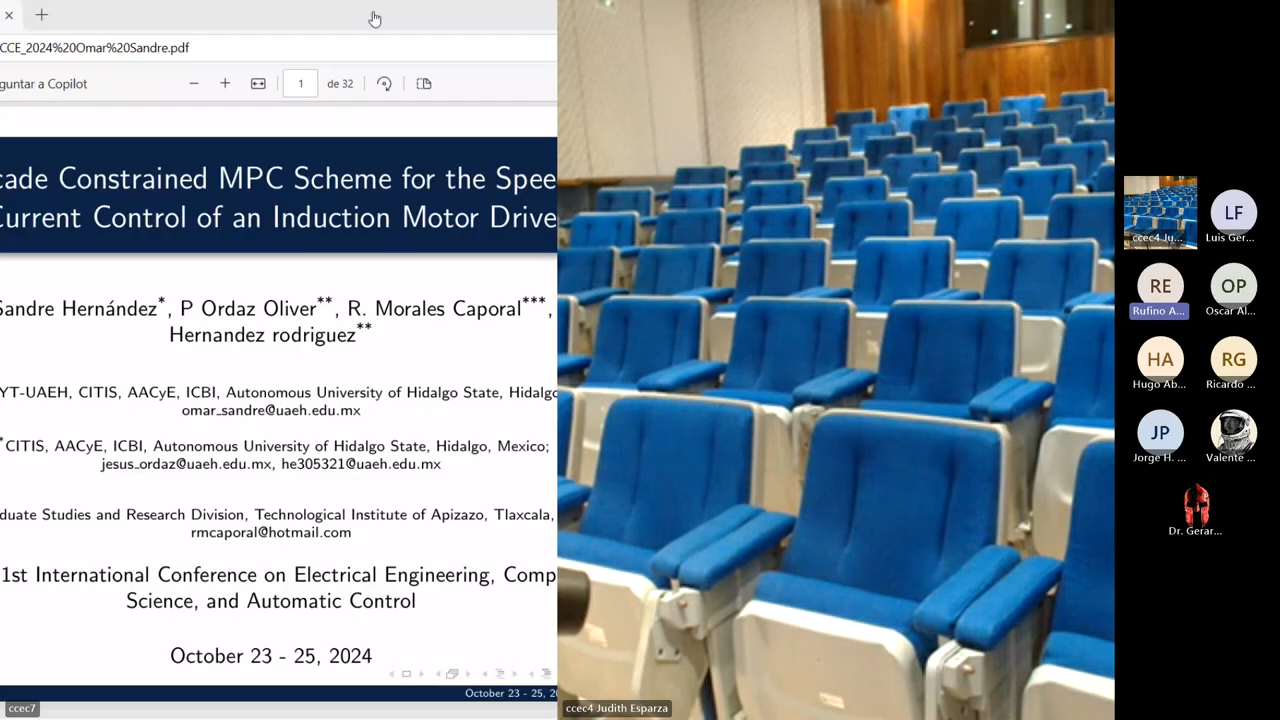 CCE_2024%20Omar%20Sandre.pdf
guntar a Copilot
1
de 32
cade Constrained MPC Scheme for the Spee
Current Control of an Induction Motor Drive
Sandre Hernández*, P Ordaz Oliver**, R. Morales Caporal***,
Hernandez rodriguez**
YT-UAEH, CITIS, AACyE, ICBI, Autonomous University of Hidalgo State, Hidalgo
omar_sandre@uaeh.edu.mx
*CITIS, AACyE, ICBI, Autonomous University of Hidalgo State, Hidalgo, Mexico;
jesus_ordaz@uaeh.edu.mx, he305321@uaeh.edu.mx
duate Studies and Research Division, Technological Institute of Apizazo, Tlaxcala,
rmcaporal@hotmail.com
1st International Conference on Electrical Engineering, Comp
Science, and Automatic Control
October 23 - 25, 2024
October 23 - 25, 20
ccec7
ccec4 Judith Esparza
ccec4 Ju...
LF
Luis Ger...
RE
Rufino A...
OP
Oscar Al...
HA
Hugo Ab...
RG
Ricardo ...
JP
Jorge H. ...
Valente ...
Dr. Gerar...